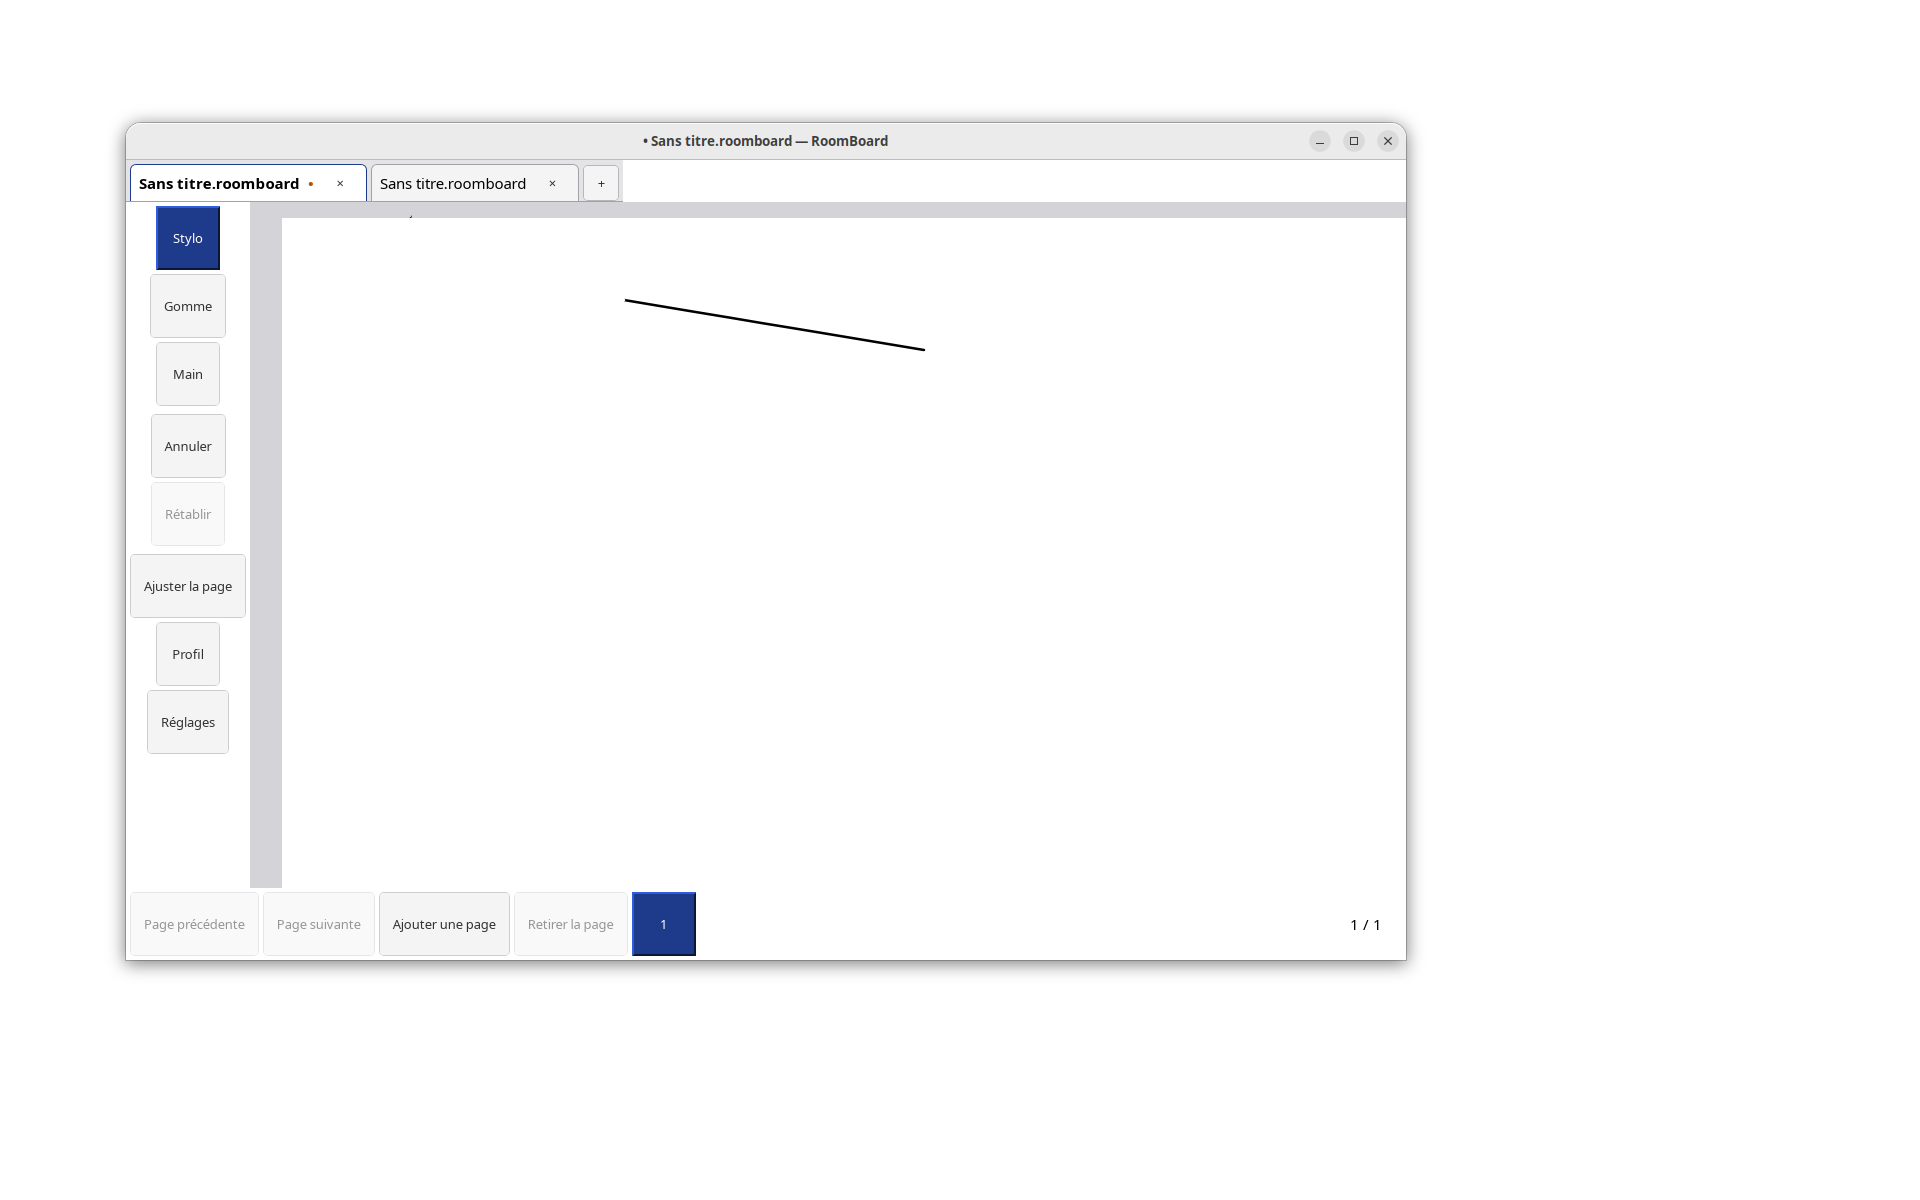 • Sans titre.roomboard — RoomBoard
Sans titre.roomboard • × Sans titre.roomboard × +
Stylo
Gomme
Main
Annuler
Rétablir
Ajuster la page
Profil
Réglages
Page précédente Page suivante Ajouter une page Retirer la page 1 1 / 1